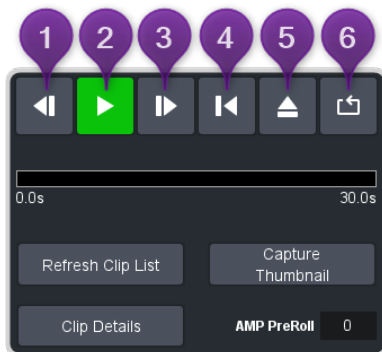 1 2 3 4 5 6
0.0s 30.0s
Refresh Clip List
Capture
Thumbnail
Clip Details
AMP PreRoll 0